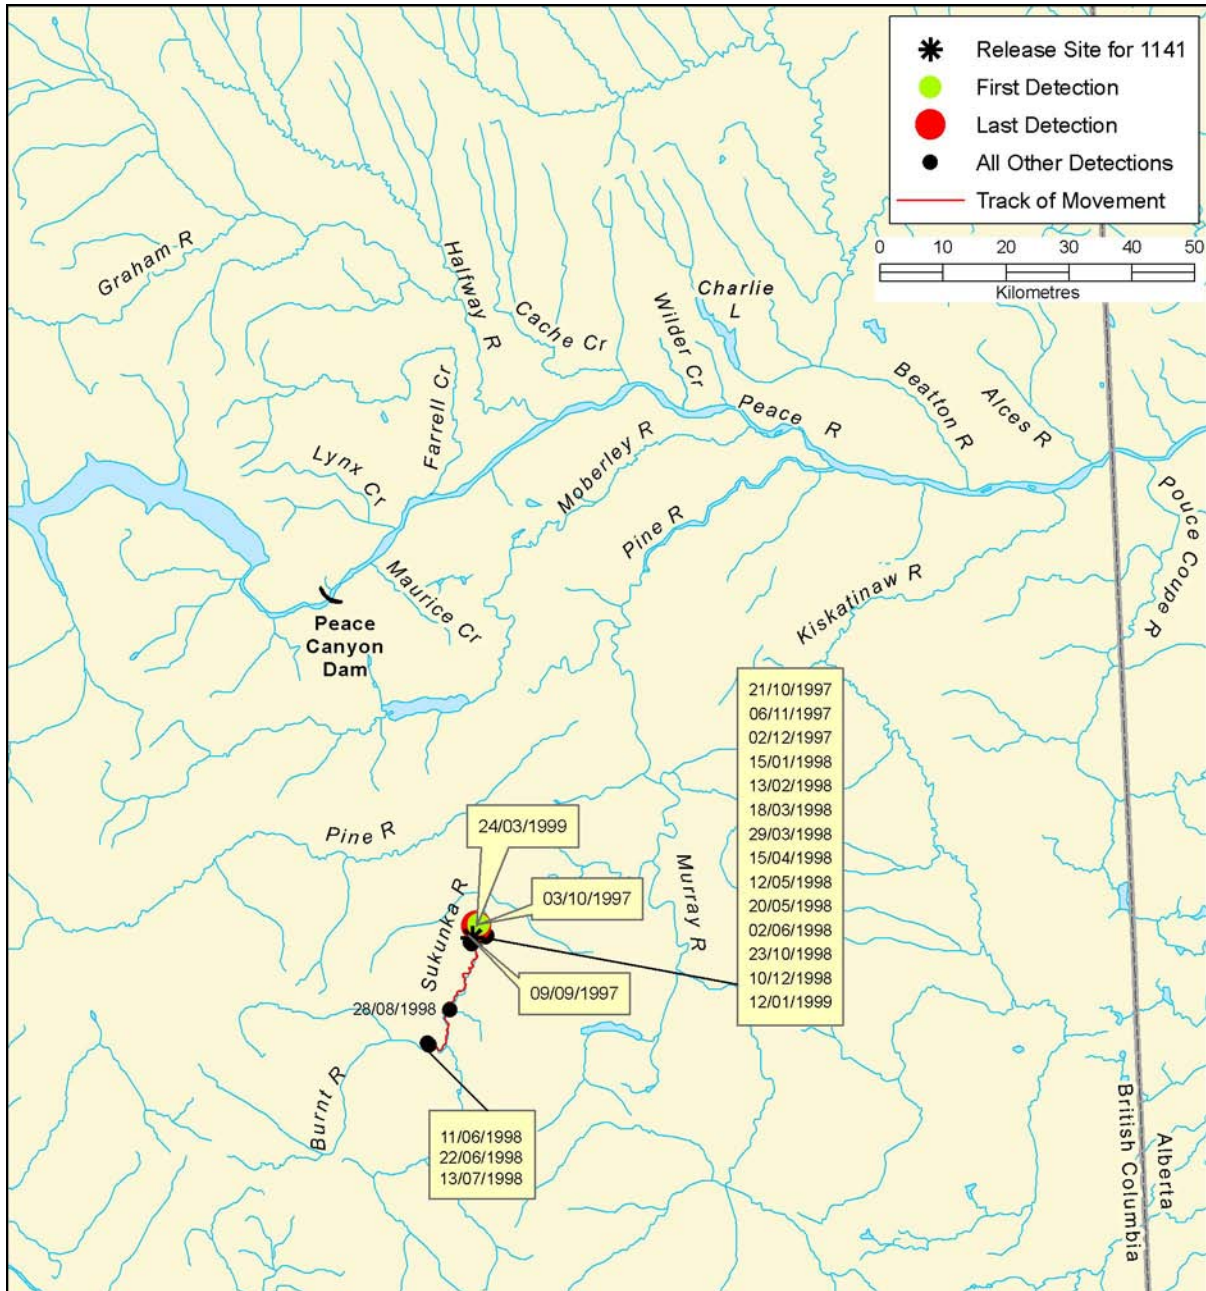 Release Site for 1141
First Detection
Last Detection
All Other Detections
Track of Movement
0 10 20 30 40 50
Kilometres
Graham R
Halfway R
Cache Cr
Wilder Cr
Charlie
L
Farrell Cr
Lynx Cr
Peace R
Beatton R
Alces R
Moberley R
Pine R
Pouce Coupe R
Maurice Cr
Kiskatinaw R
Peace
Canyon
Dam
21/10/1997
06/11/1997
02/12/1997
15/01/1998
13/02/1998
18/03/1998
29/03/1998
15/04/1998
12/05/1998
20/05/1998
02/06/1998
23/10/1998
10/12/1998
12/01/1999
Pine R
24/03/1999
Murray R
03/10/1997
Sukunka R
09/09/1997
28/08/1998
Burnt R
11/06/1998
22/06/1998
13/07/1998
British Columbia
Alberta